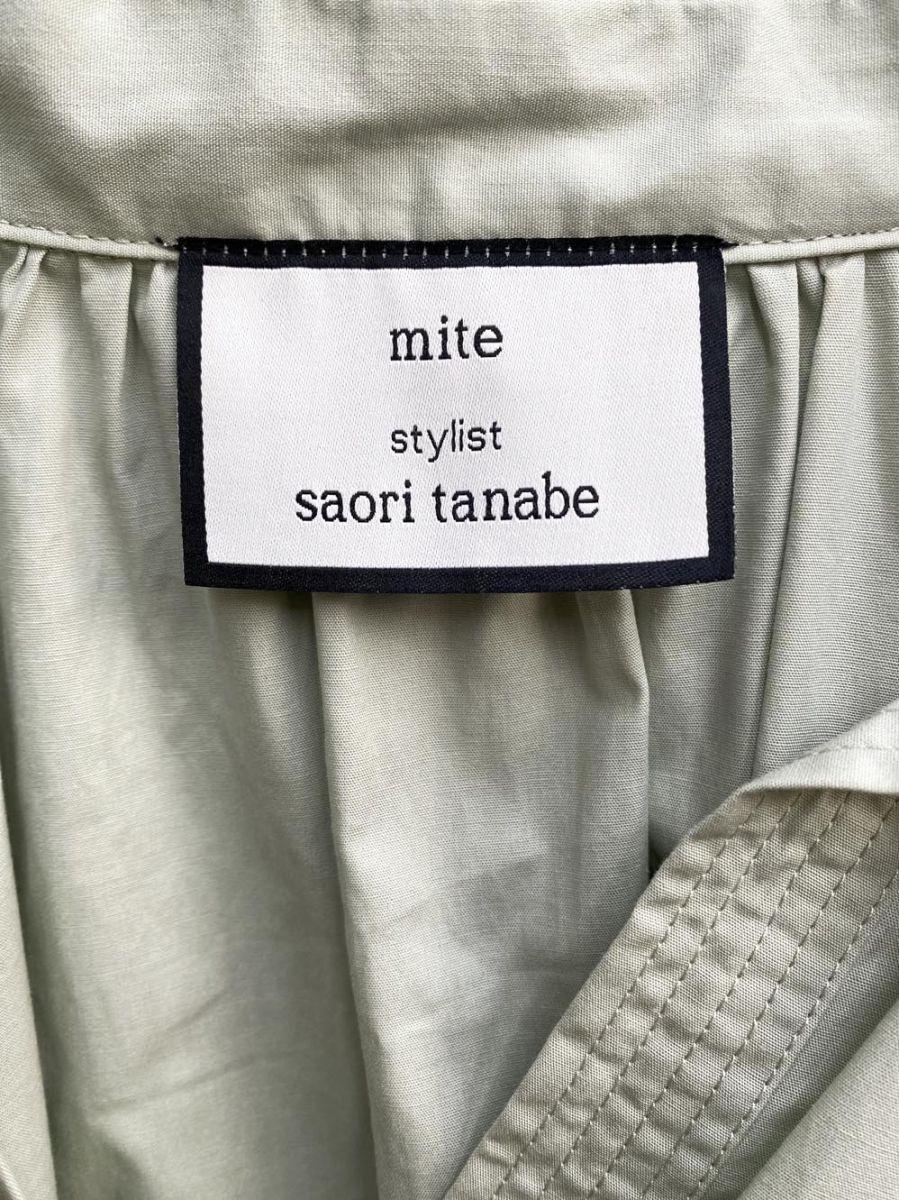 mite
stylist
saori tanabe